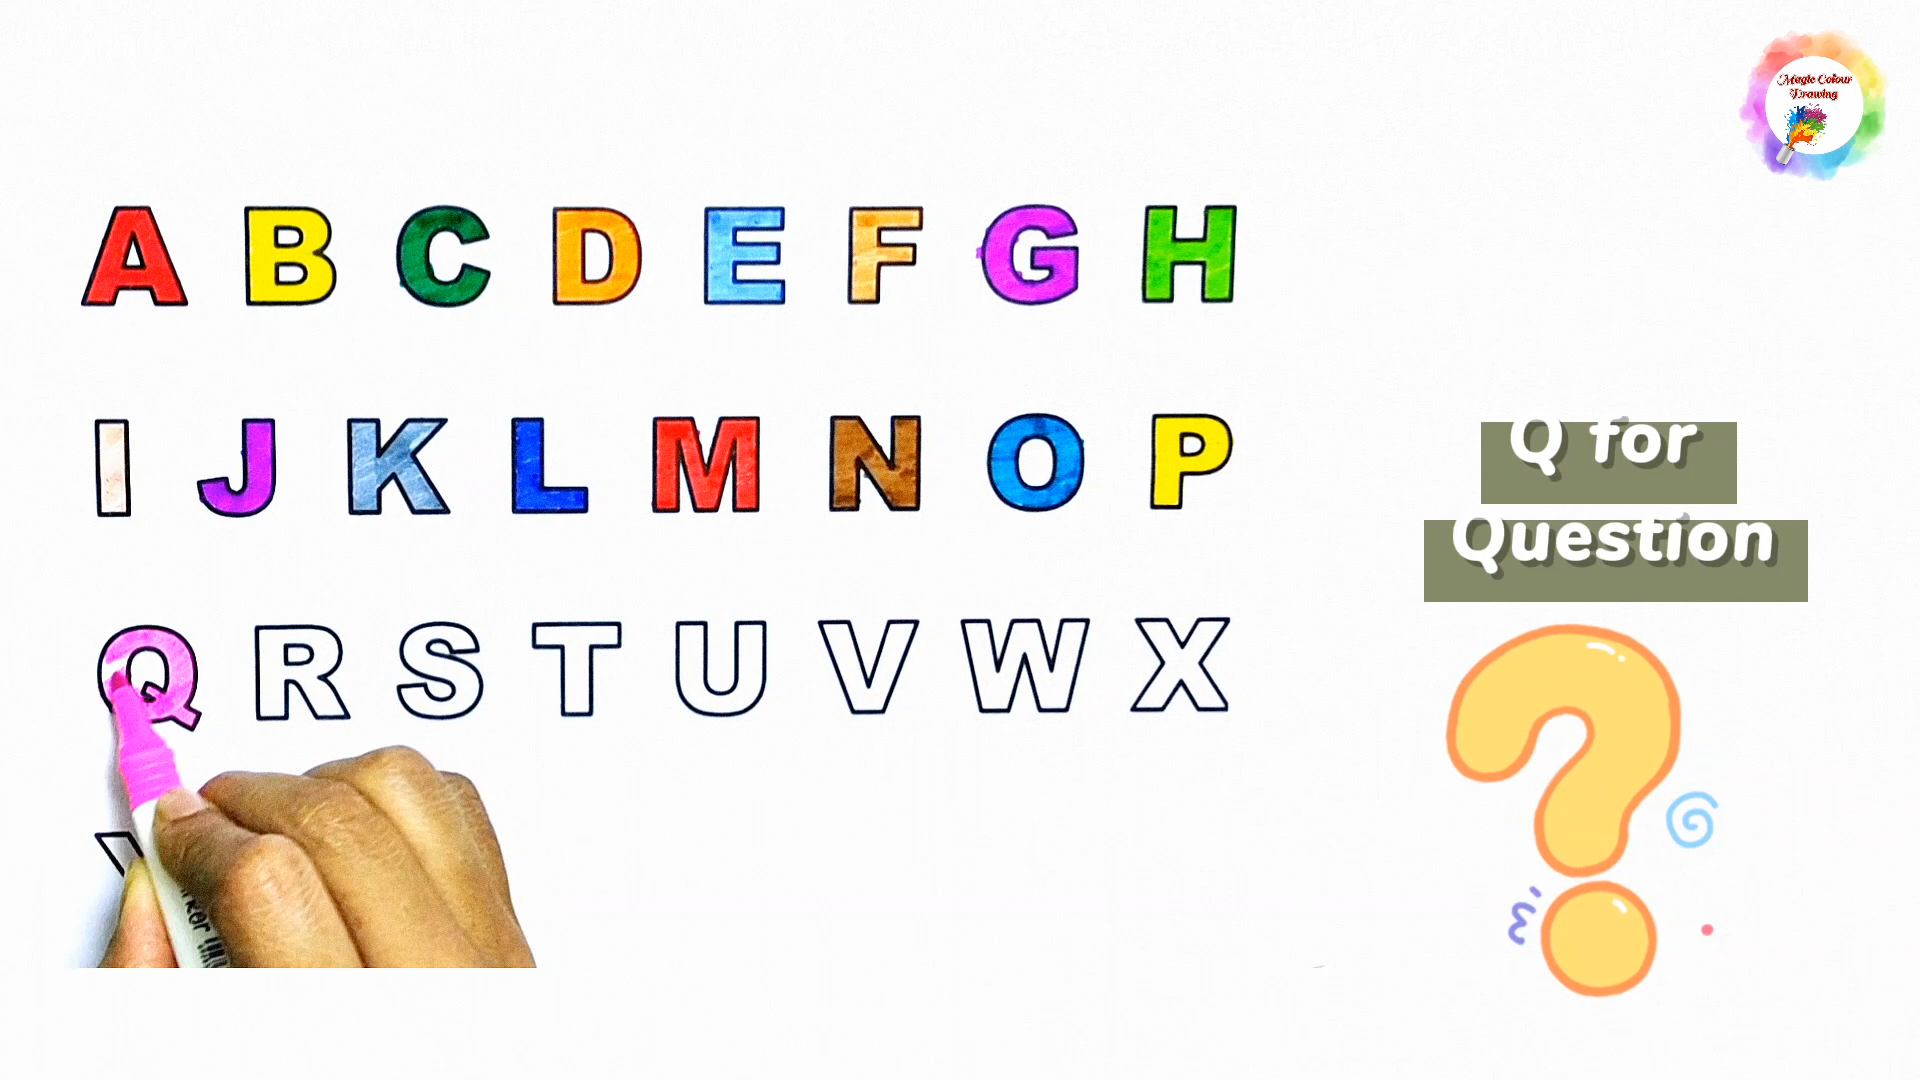 Magic Colour
Drawing
A B C D E F G H
I J K L M N O P
Q for
Question
Q R S T U V W X